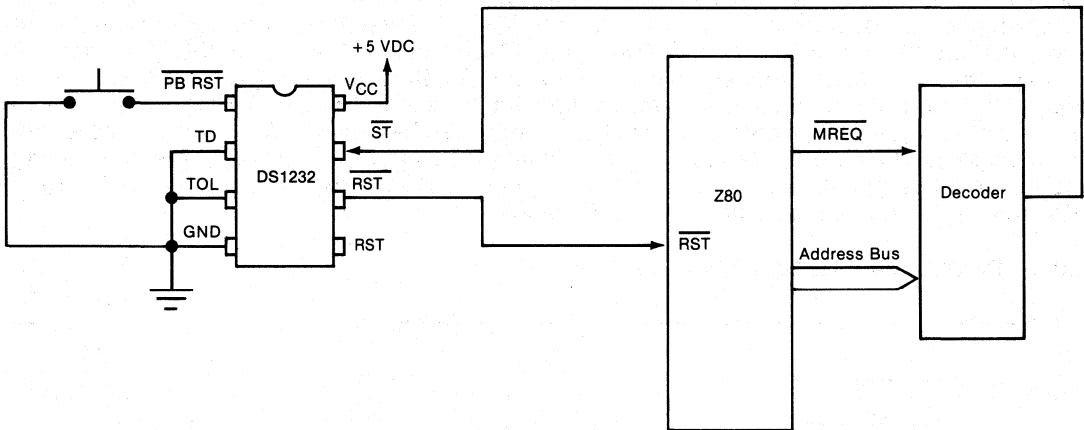 +5 VDC
PB RST
VCC
TD
ST
DS1232
TOL
RST
GND
RST
Z80
RST
MREQ
Address Bus
Decoder